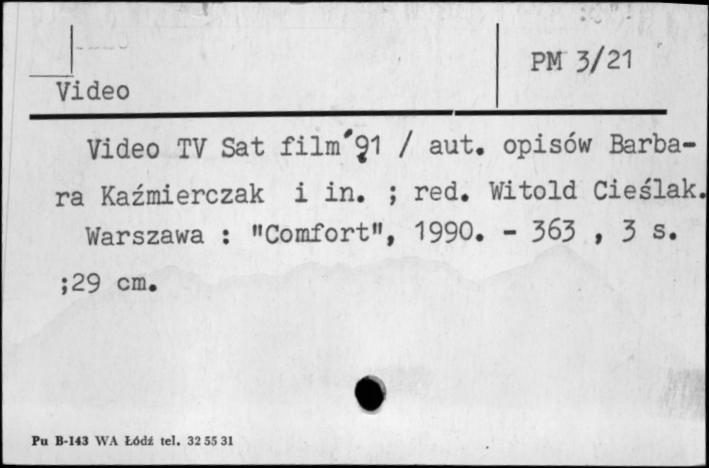 PM 3/21
Video
Video TV Sat film '91 / aut. opisów Barba-
ra Kaźmierczak i in. ; red. Witold Cieślak.
Warszawa : "Comfort", 1990. - 363 , 3 s.
;29 cm.
Pu B-143 WA Łódź tel. 32 55 31